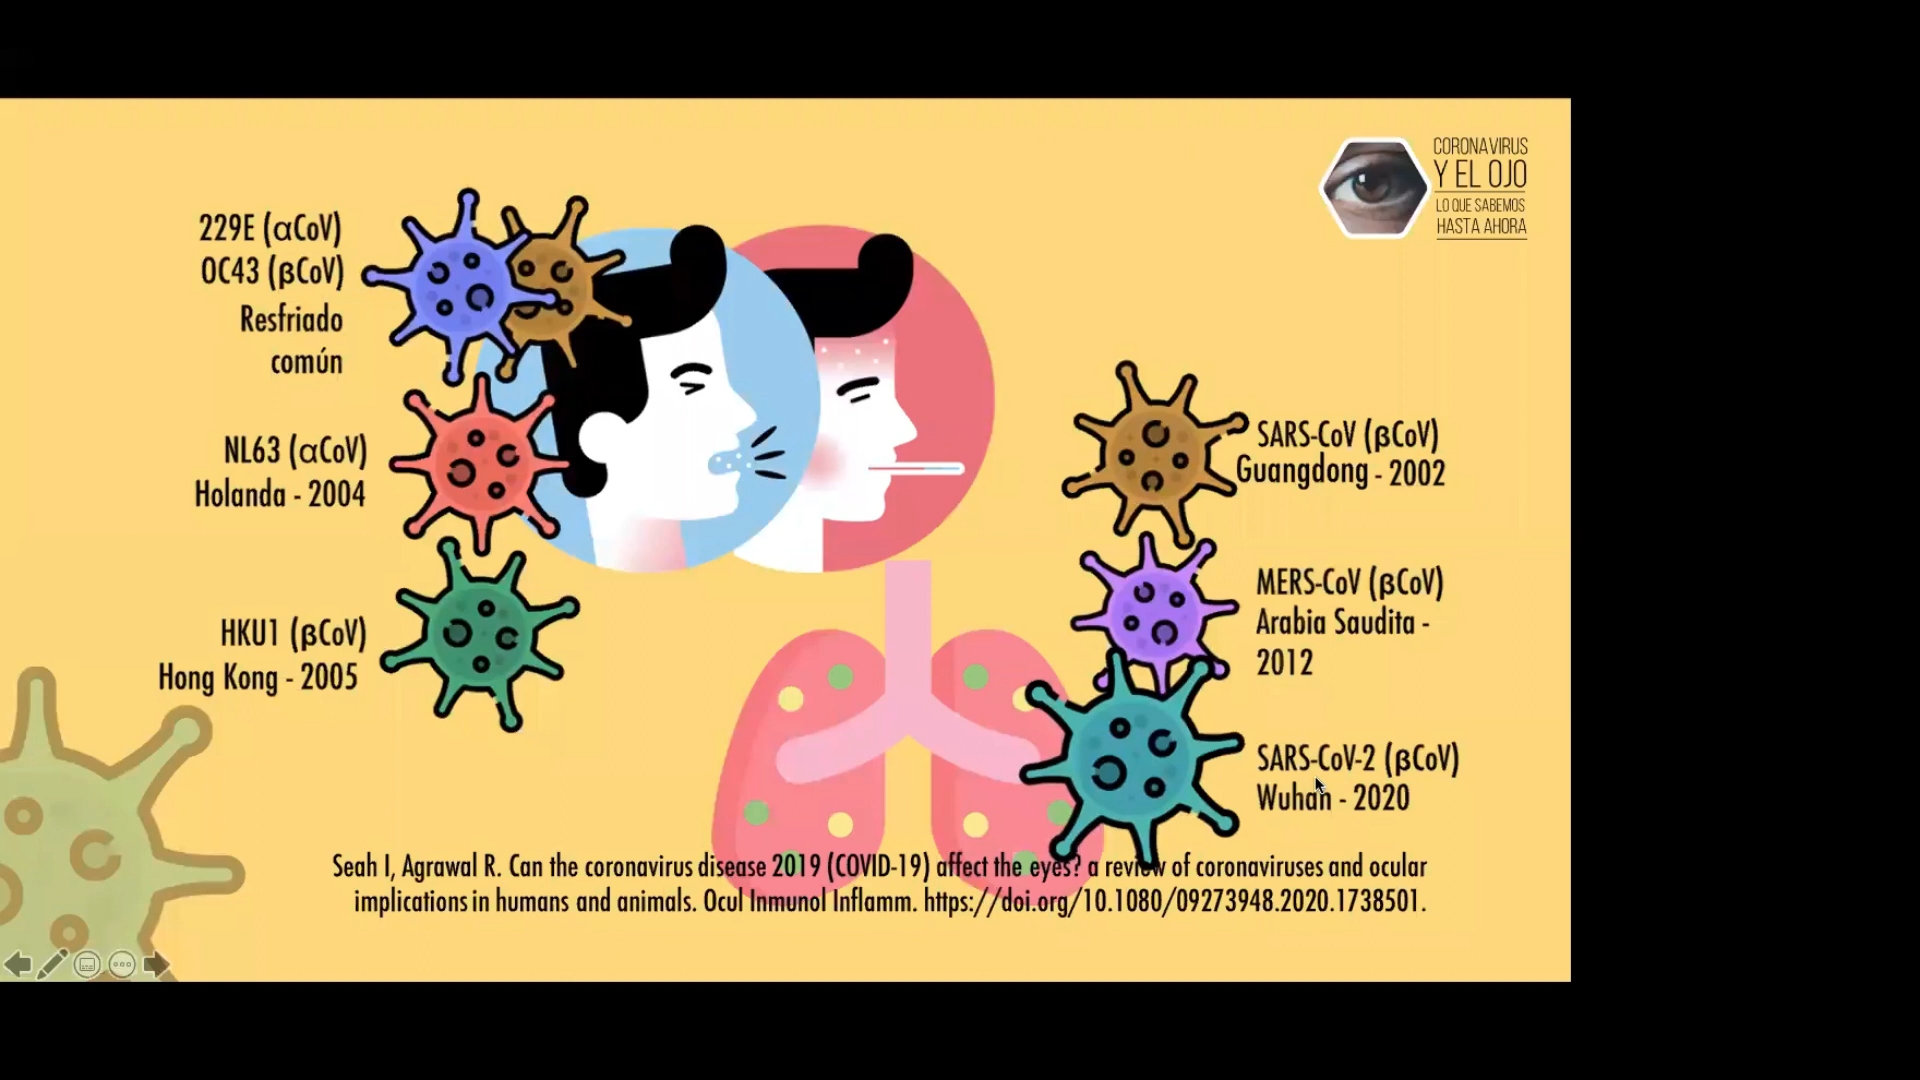 CORONAVIRUS
Y EL OJO
LO QUE SABEMOS
HASTA AHORA
229E (αCoV)
OC43 (βCoV)
Resfriado
común
NL63 (αCoV)
Holanda - 2004
HKU1 (βCoV)
Hong Kong - 2005
SARS-CoV (βCoV)
Guangdong - 2002
MERS-CoV (βCoV)
Arabia Saudita -
2012
SARS-CoV-2 (βCoV)
Wuhan - 2020
Seah I, Agrawal R. Can the coronavirus disease 2019 (COVID-19) affect the eyes? a review of coronaviruses and ocular
implications in humans and animals. Ocul Inmunol Inflamm. https://doi.org/10.1080/09273948.2020.1738501.